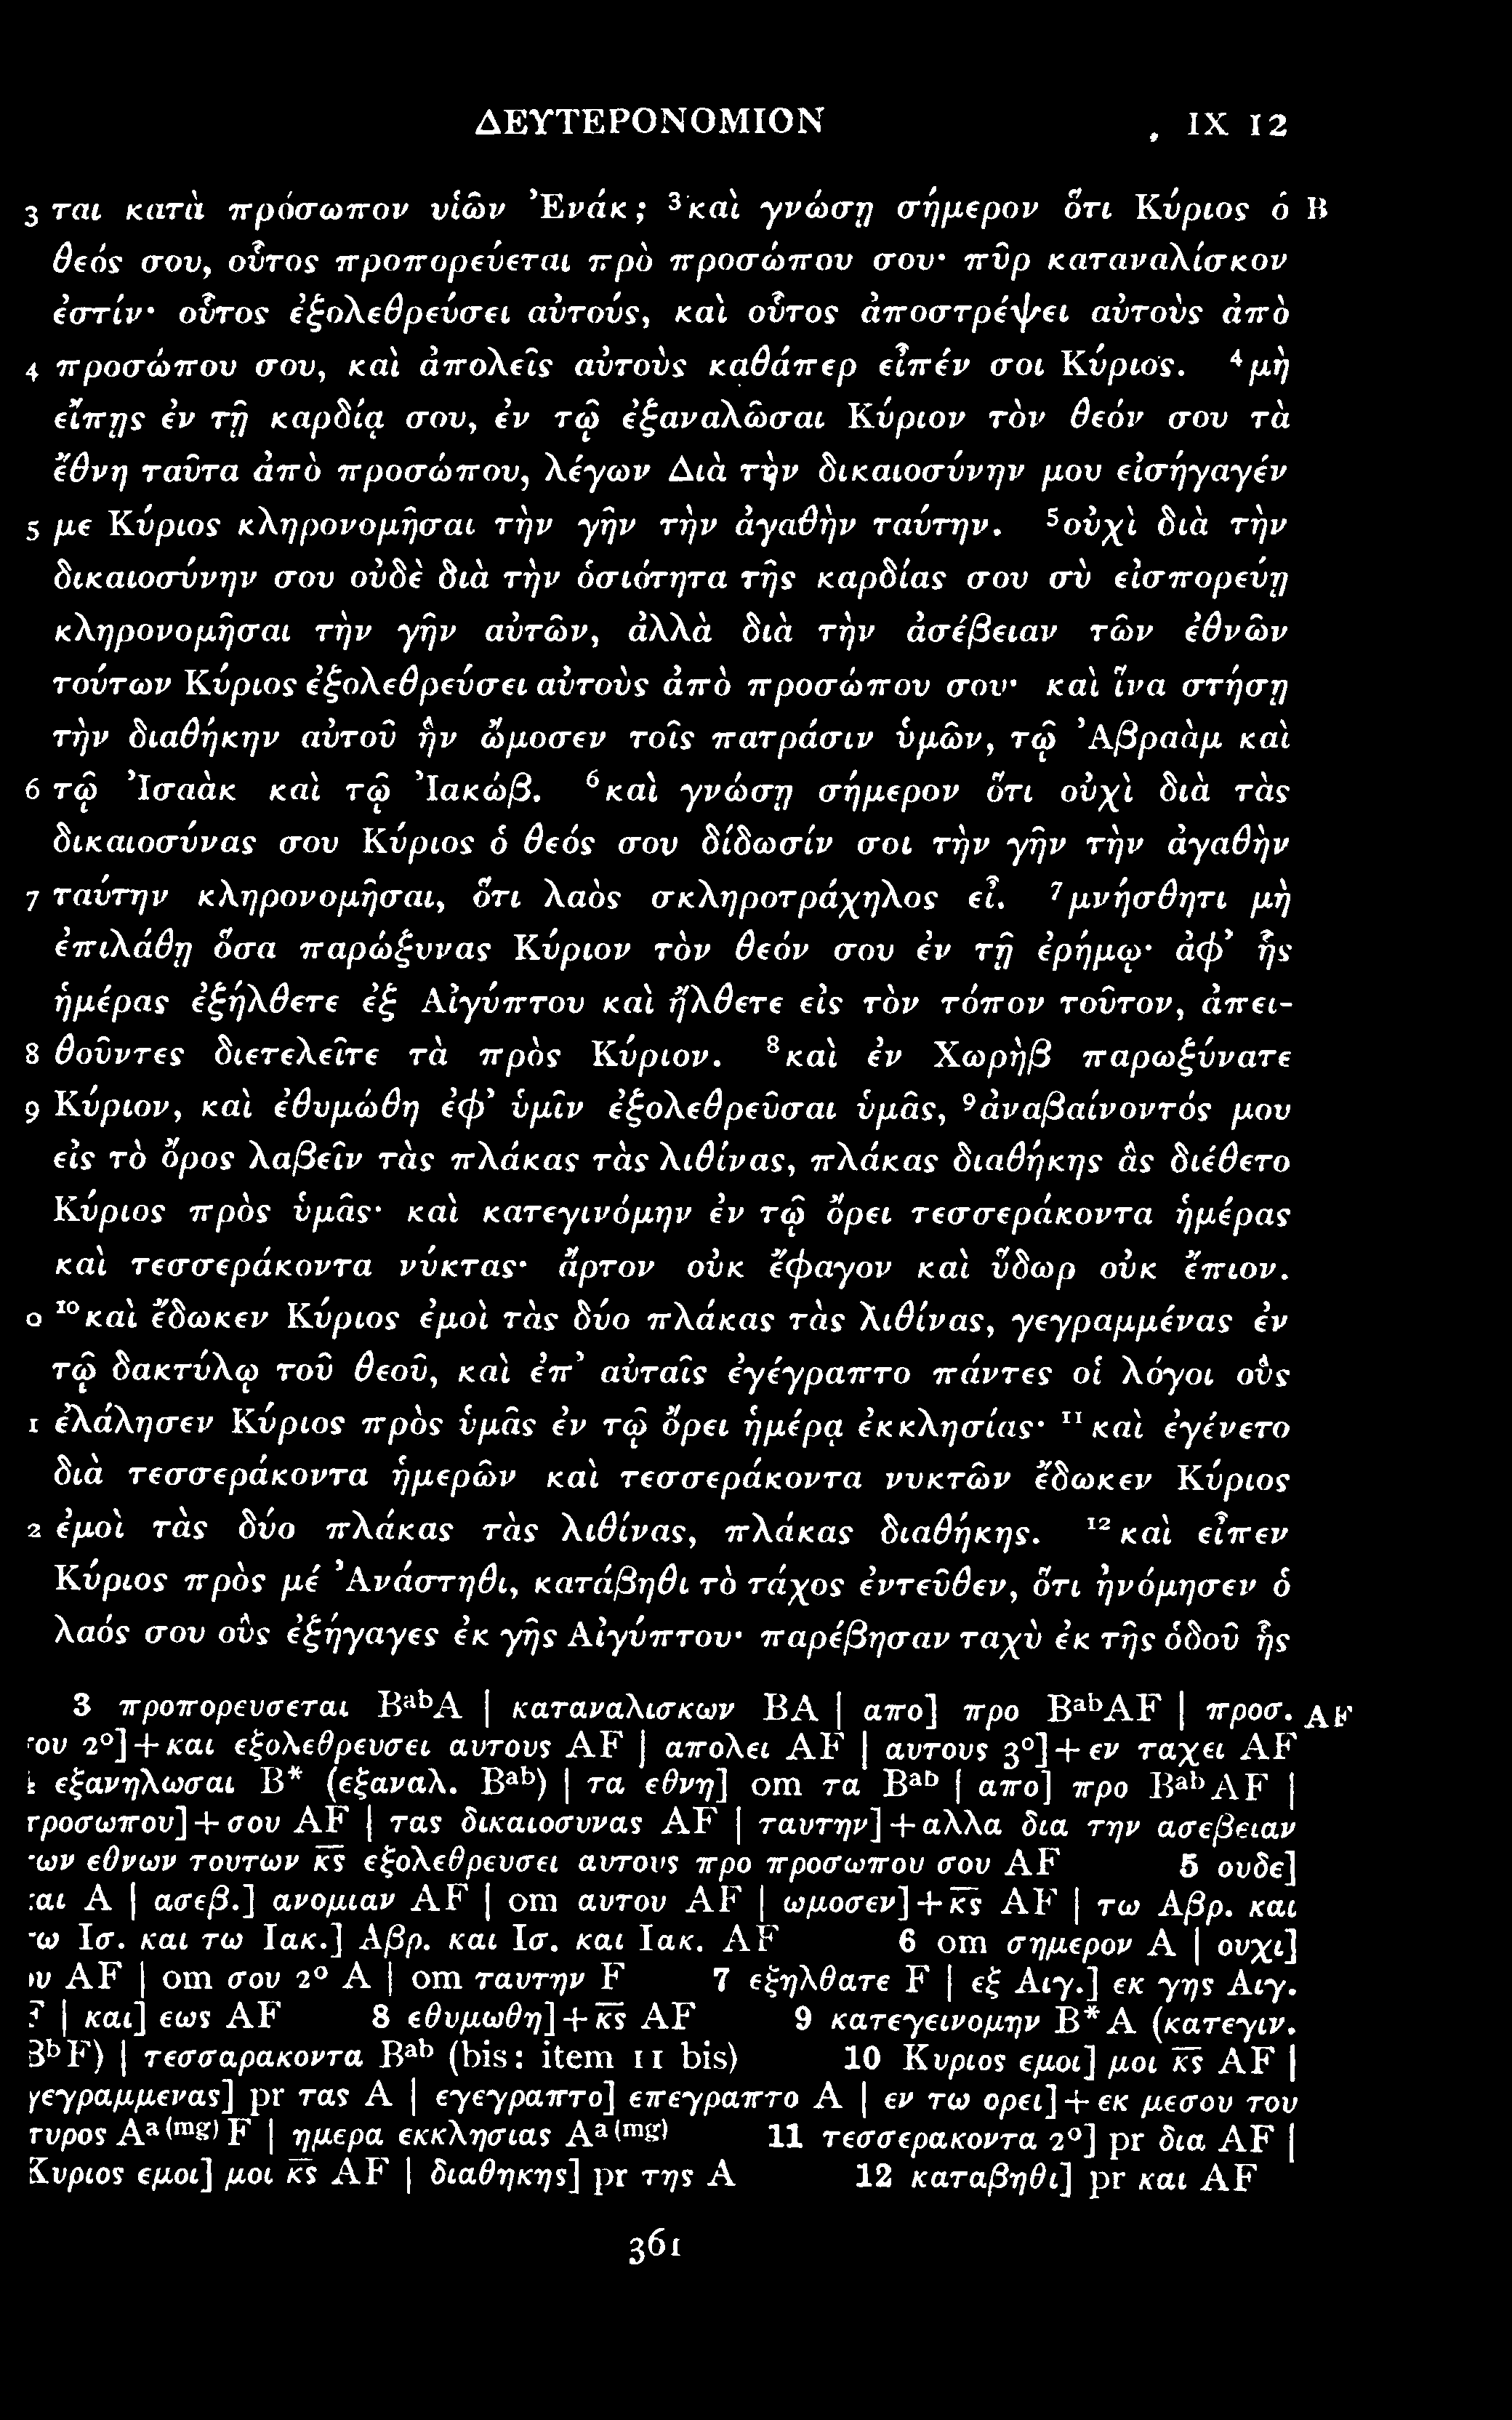 ΔΕΥΤΕΡΟΝΟΜΙΟΝ IX 12
3 ται κατὰ πρόσωπον υἱῶν Ἐνάκ; ³καὶ γνώσῃ σήμερον ὅτι Κύριος ὁ B
θεός σου, οὗτος προπορεύεται πρὸ προσώπου σου· πῦρ καταναλίσκον
ἐστίν· οὗτος ἐξολεθρεύσει αὐτούς, καὶ οὗτος ἀποστρέψει αὐτοὺς ἀπὸ
4 προσώπου σου, καὶ ἀπολεῖς αὐτοὺς καθάπερ εἶπέν σοι Κύριος. ⁴μὴ
εἴπῃς ἐν τῇ καρδίᾳ σου, ἐν τῷ ἐξαναλῶσαι Κύριον τὸν θεόν σου τὰ
ἔθνη ταῦτα ἀπὸ προσώπου, λέγων Διὰ τὴν δικαιοσύνην μου εἰσήγαγέν
5 με Κύριος κληρονομῆσαι τὴν γῆν τὴν ἀγαθὴν ταύτην. ⁵οὐχὶ διὰ τὴν
δικαιοσύνην σου οὐδὲ διὰ τὴν ὁσιότητα τῆς καρδίας σου σὺ εἰσπορεύῃ
κληρονομῆσαι τὴν γῆν αὐτῶν, ἀλλὰ διὰ τὴν ἀσέβειαν τῶν ἐθνῶν
τούτων Κύριος ἐξολεθρεύσει αὐτοὺς ἀπὸ προσώπου σου· καὶ ἵνα στήσῃ
τὴν διαθήκην αὐτοῦ ἣν ὤμοσεν τοῖς πατράσιν ὑμῶν, τῷ Ἀβραὰμ καὶ
6 τῷ Ἰσαὰκ καὶ τῷ Ἰακώβ. ⁶καὶ γνώσῃ σήμερον ὅτι οὐχὶ διὰ τὰς
δικαιοσύνας σου Κύριος ὁ θεός σου δίδωσίν σοι τὴν γῆν τὴν ἀγαθὴν
7 ταύτην κληρονομῆσαι, ὅτι λαὸς σκληροτράχηλος εἶ. ⁷μνήσθητι μὴ
ἐπιλάθῃ ὅσα παρώξυνας Κύριον τὸν θεόν σου ἐν τῇ ἐρήμῳ· ἀφ’ ἧς
ἡμέρας ἐξήλθετε ἐξ Αἰγύπτου καὶ ἤλθετε εἰς τὸν τόπον τοῦτον, ἀπει-
8 θοῦντες διετελεῖτε τὰ πρὸς Κύριον. ⁸καὶ ἐν Χωρὴβ παρωξύνατε
9 Κύριον, καὶ ἐθυμώθη ἐφ’ ὑμῖν ἐξολεθρεῦσαι ὑμᾶς, ⁹ἀναβαίνοντός μου
εἰς τὸ ὄρος λαβεῖν τὰς πλάκας τὰς λιθίνας, πλάκας διαθήκης ἃς διέθετο
Κύριος πρὸς ὑμᾶς· καὶ κατεγινόμην ἐν τῷ ὄρει τεσσεράκοντα ἡμέρας
καὶ τεσσεράκοντα νύκτας· ἄρτον οὐκ ἔφαγον καὶ ὕδωρ οὐκ ἔπιον.
0 ¹⁰καὶ ἔδωκεν Κύριος ἐμοὶ τὰς δύο πλάκας τὰς λιθίνας, γεγραμμένας ἐν
τῷ δακτύλῳ τοῦ θεοῦ, καὶ ἐπ’ αὐταῖς ἐγέγραπτο πάντες οἱ λόγοι οὓς
1 ἐλάλησεν Κύριος πρὸς ὑμᾶς ἐν τῷ ὄρει ἡμέρᾳ ἐκκλησίας· ¹¹καὶ ἐγένετο
διὰ τεσσεράκοντα ἡμερῶν καὶ τεσσεράκοντα νυκτῶν ἔδωκεν Κύριος
2 ἐμοὶ τὰς δύο πλάκας τὰς λιθίνας, πλάκας διαθήκης. ¹²καὶ εἶπεν
Κύριος πρὸς μέ Ἀνάστηθι, κατάβηθι τὸ τάχος ἐντεῦθεν, ὅτι ἠνόμησεν ὁ
λαός σου οὓς ἐξήγαγες ἐκ γῆς Αἰγύπτου· παρέβησαν ταχὺ ἐκ τῆς ὁδοῦ ἧς
3 προπορευσεται BᵃᵇA | καταναλισκων BA | απο] προ BᵃᵇAF | προσ. AF
σου 2º]+και εξολεθρευσει αυτους AF | απολει AF | αυτους 3º]+εν ταχει AF
4 εξανηλωσαι B* (εξαναλ. Bᵃᵇ) | τα εθνη] om τα Bᵃᵇ | απο] προ BᵃᵇAF |
προσωπου]+σου AF | τας δικαιοσυνας AF | ταυτην]+αλλα δια την ασεβειαν
των εθνων τουτων κ̅ς̅ εξολεθρευσει αυτους προ προσωπου σου AF 5 ουδε]
και A | ασεβ.] ανομιαν AF | om αυτου AF | ωμοσεν]+κ̅ς̅ AF | τω Αβρ. και
τω Ισ. και τω Ιακ.] Αβρ. και Ισ. και Ιακ. AF 6 om σημερον A | ουχι]
ου AF | om σου 2º A | om ταυτην F 7 εξηλθατε F | εξ Αιγ.] εκ γης Αιγ.
F | και] εως AF 8 εθυμωθη]+κ̅ς̅ AF 9 κατεγεινομην B*A (κατεγιν.
BᵇF) | τεσσαρακοντα Bᵃᵇ (bis: item 11 bis) 10 Κυριος εμοι] μοι κ̅ς̅ AF |
γεγραμμενας] pr τας A | εγεγραπτο] επεγραπτο A | εν τω ορει]+εκ μεσου του
πυρος Aᵃ⁽ᵐᵍ⁾F | ημερα εκκλησιας Aᵃ⁽ᵐᵍ⁾ 11 τεσσερακοντα 2º] pr δια AF |
Κυριος εμοι] μοι κ̅ς̅ AF | διαθηκης] pr της A 12 καταβηθι] pr και AF
361